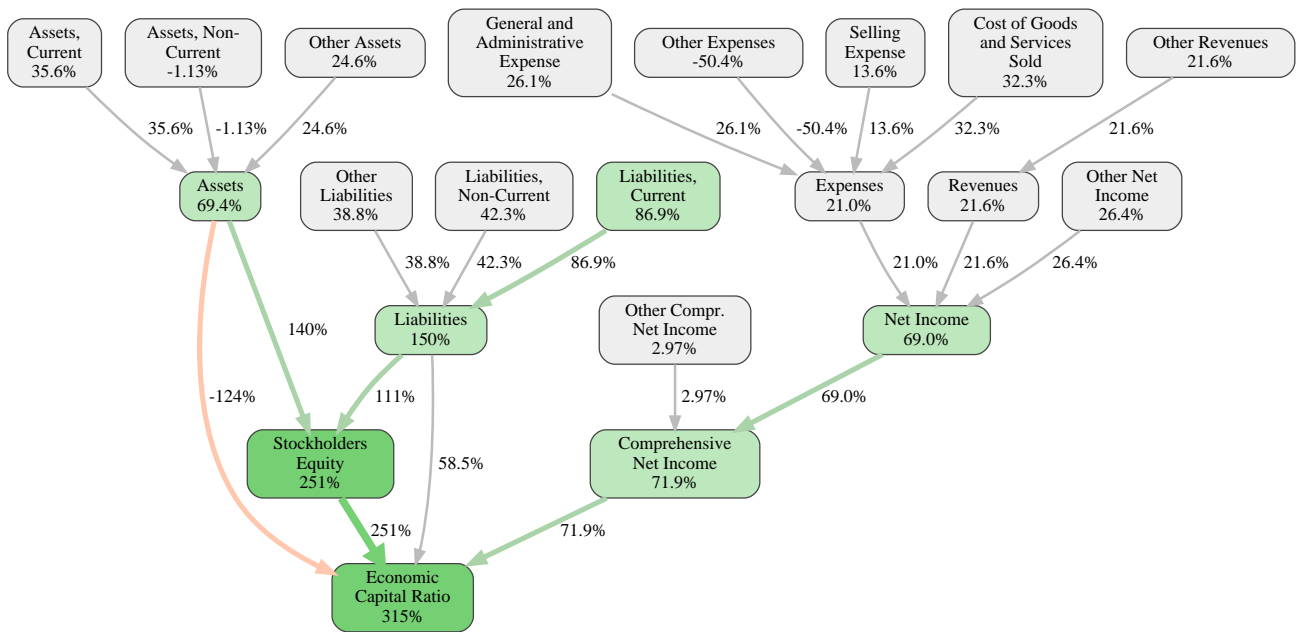 Assets,
Current
35.6%
Assets, Non-
Current
-1.13%
Other Assets
24.6%
General and
Administrative
Expense
26.1%
Other Expenses
-50.4%
Selling
Expense
13.6%
Cost of Goods
and Services
Sold
32.3%
Other Revenues
21.6%
35.6%
-1.13%
24.6%
26.1%
-50.4%
13.6%
32.3%
21.6%
Assets
69.4%
Other
Liabilities
38.8%
Liabilities,
Non-Current
42.3%
Liabilities,
Current
86.9%
Expenses
21.0%
Revenues
21.6%
Other Net
Income
26.4%
38.8%
42.3%
86.9%
21.0%
21.6%
26.4%
140%
Liabilities
150%
Other Compr.
Net Income
2.97%
Net Income
69.0%
-124%
111%
2.97%
69.0%
Stockholders
Equity
251%
58.5%
Comprehensive
Net Income
71.9%
251%
71.9%
Economic
Capital Ratio
315%